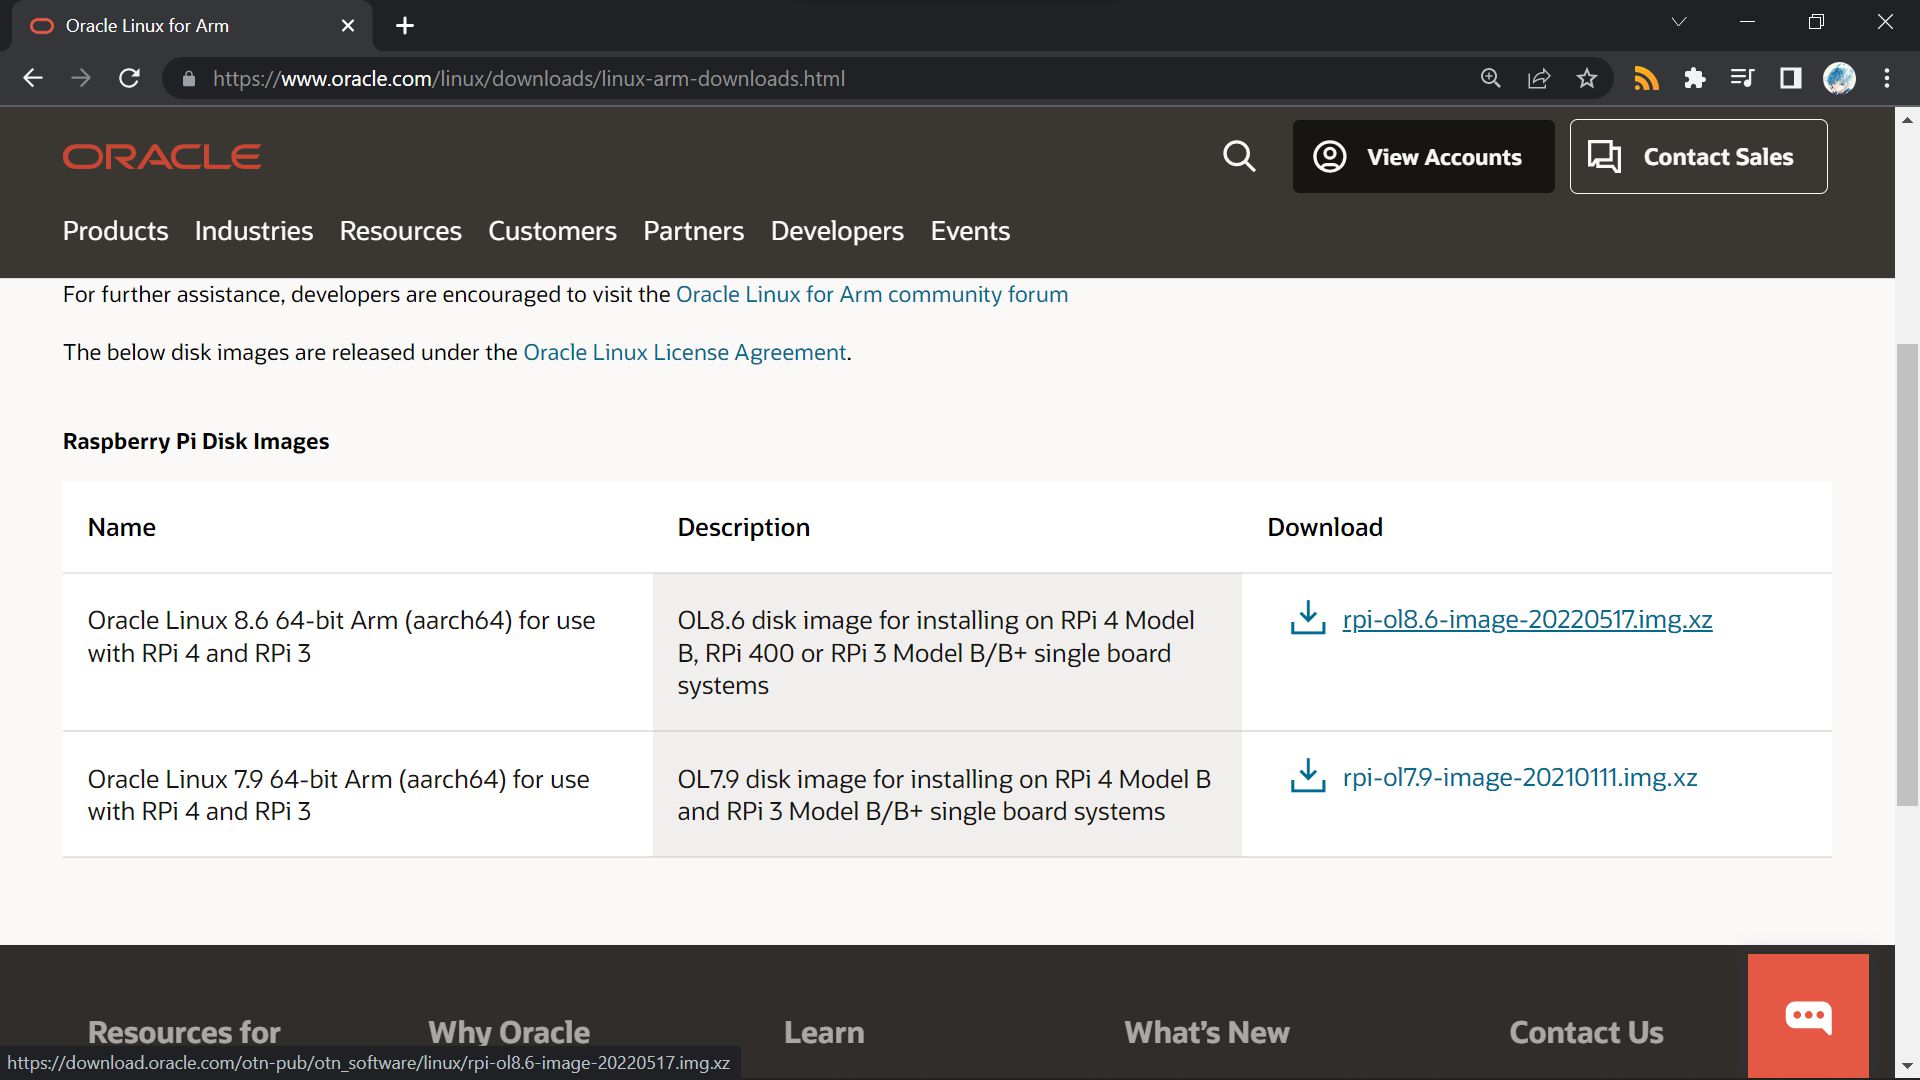 Oracle Linux for Arm
https://www.oracle.com/linux/downloads/linux-arm-downloads.html
ORACLE
View Accounts
Contact Sales
Products Industries Resources Customers Partners Developers Events
For further assistance, developers are encouraged to visit the Oracle Linux for Arm community forum
The below disk images are released under the Oracle Linux License Agreement.
Raspberry Pi Disk Images
Name Description Download
Oracle Linux 8.6 64-bit Arm (aarch64) for use
with RPi 4 and RPi 3
OL8.6 disk image for installing on RPi 4 Model
B, RPi 400 or RPi 3 Model B/B+ single board
systems
rpi-ol8.6-image-20220517.img.xz
Oracle Linux 7.9 64-bit Arm (aarch64) for use
with RPi 4 and RPi 3
OL7.9 disk image for installing on RPi 4 Model B
and RPi 3 Model B/B+ single board systems
rpi-ol7.9-image-20210111.img.xz
Resources for Why Oracle Learn What's New Contact Us
https://download.oracle.com/otn-pub/otn_software/linux/rpi-ol8.6-image-20220517.img.xz